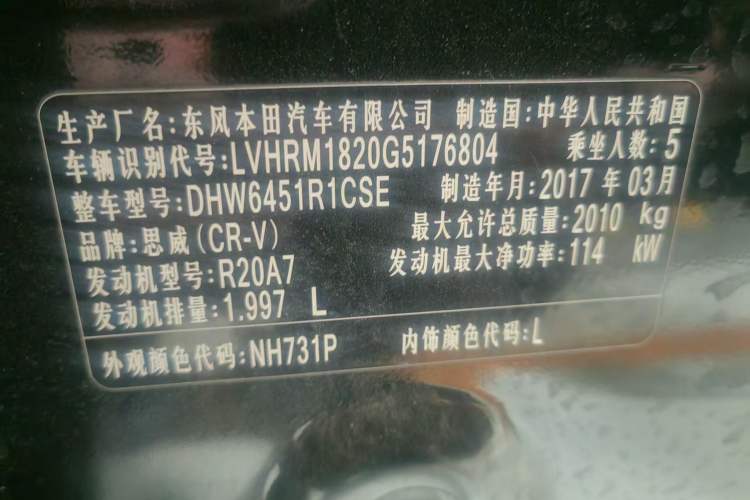 生产厂名:东风本田汽车有限公司 制造国:中华人民共和国
车辆识别代号:LVHRM1820G5176804 乘坐人数:5
整车型号:DHW6451R1CSE 制造年月:2017 年 03月
品牌:思威(CR-V) 最大允许总质量:2010 kg
发动机型号:R20A7 发动机最大净功率:114 kW
发动机排量:1.997 L
外观颜色代码:NH731P 内饰颜色代码:L